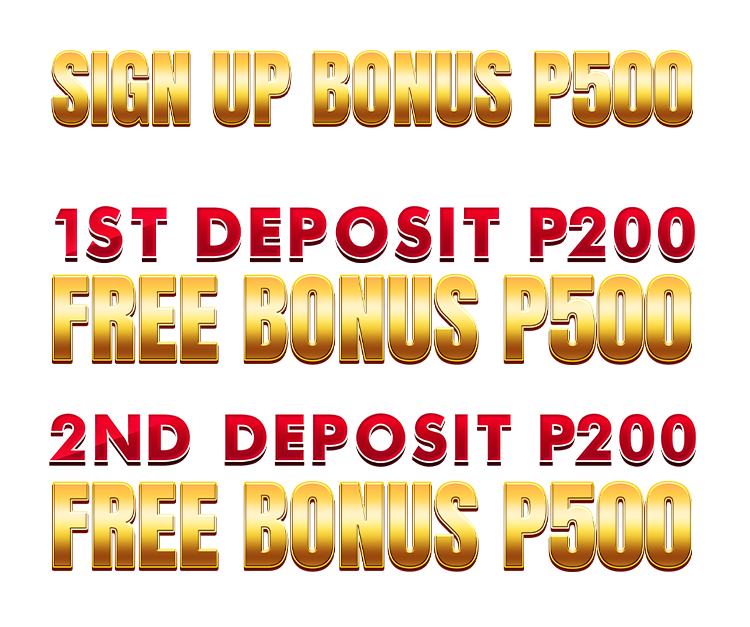 SIGN UP BONUS P500
1ST DEPOSIT P200
FREE BONUS P500
2ND DEPOSIT P200
FREE BONUS P500